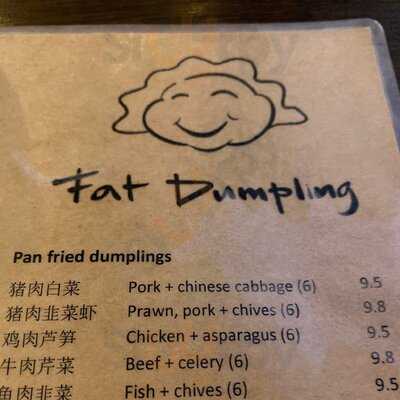 Fat Dumpling
Pan fried dumplings
猪肉白菜 Pork + chinese cabbage (6) 9.5
猪肉韭菜虾 Prawn, pork + chives (6) 9.8
鸡肉芦笋 Chicken + asparagus (6) 9.5
牛肉芹菜 Beef + celery (6) 9.8
鱼肉韭菜 Fish + chives (6) 9.5